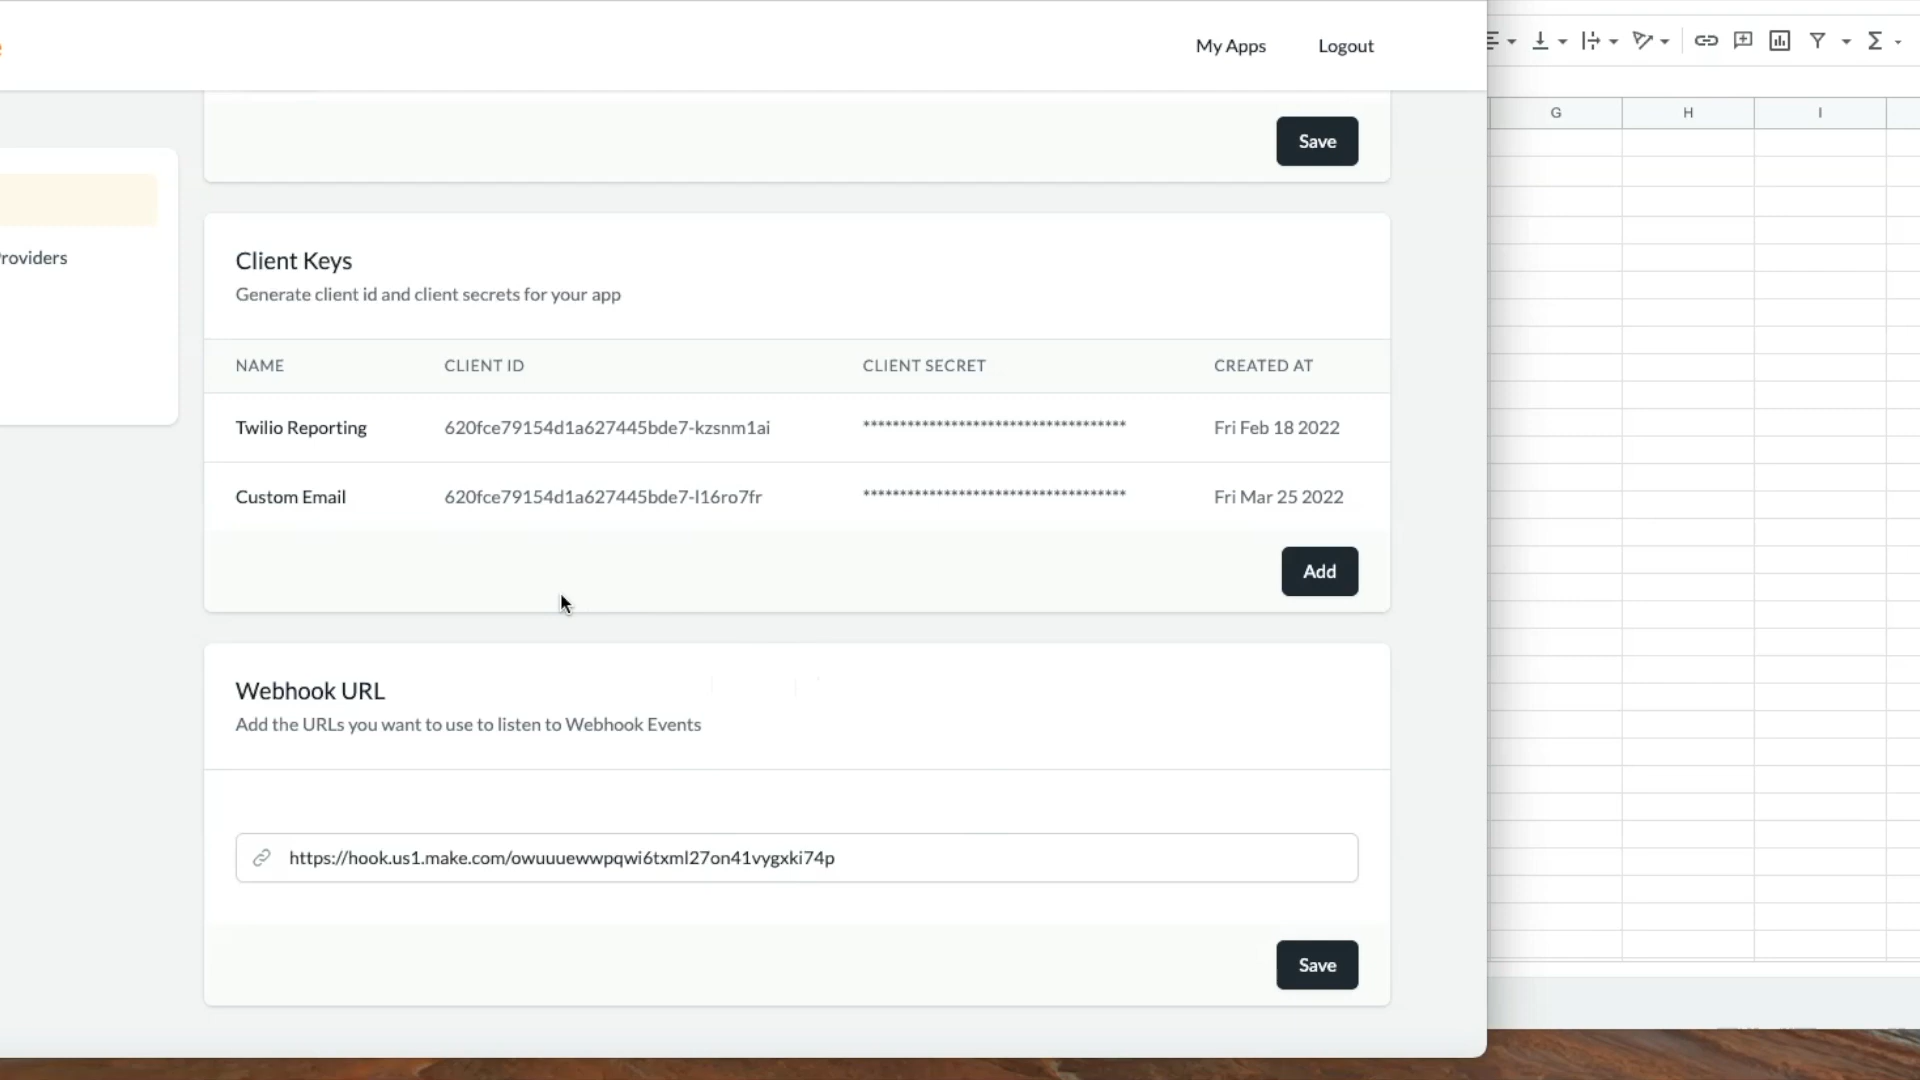 My Apps Logout
G H I
Save
roviders
Client Keys
Generate client id and client secrets for your app
NAME CLIENT ID CLIENT SECRET CREATED AT
Twilio Reporting 620fce79154d1a627445bde7-kzsnm1ai *********************************** Fri Feb 18 2022
Custom Email 620fce79154d1a627445bde7-l16ro7fr *********************************** Fri Mar 25 2022
Add
Webhook URL
Add the URLs you want to use to listen to Webhook Events
https://hook.us1.make.com/owuuuewwpqwi6txml27on41vygxki74p
Save